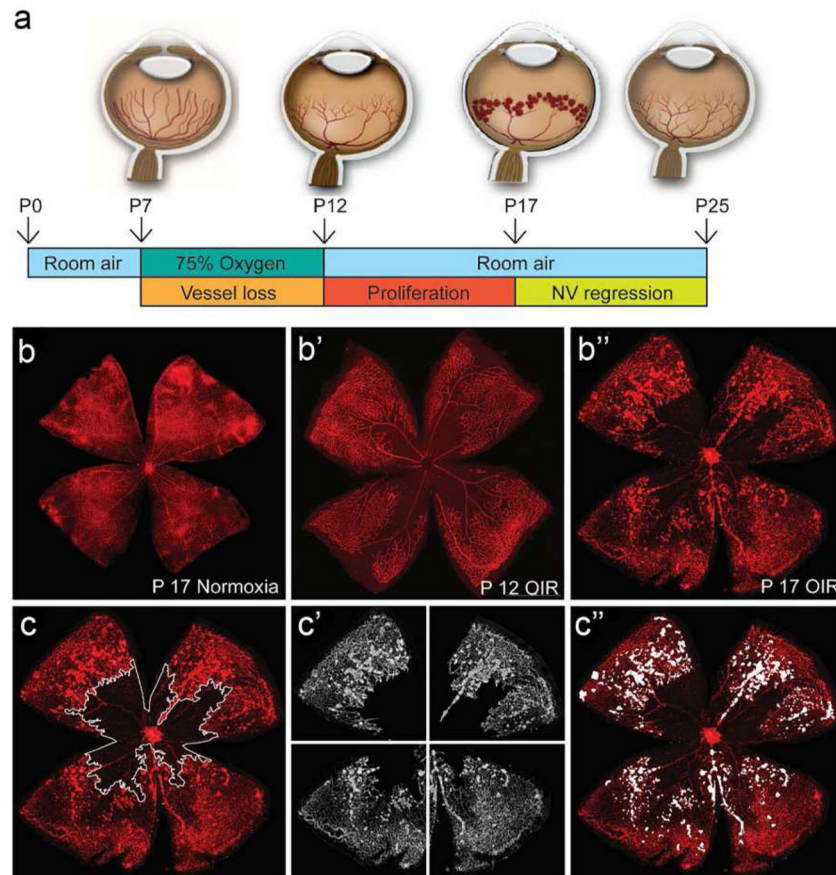 a
P0 P7 P12 P17 P25
Room air 75% Oxygen Room air
Vessel loss Proliferation NV regression
b b' b"
P 17 Normoxia P 12 OIR P 17 OIR
c c' c"